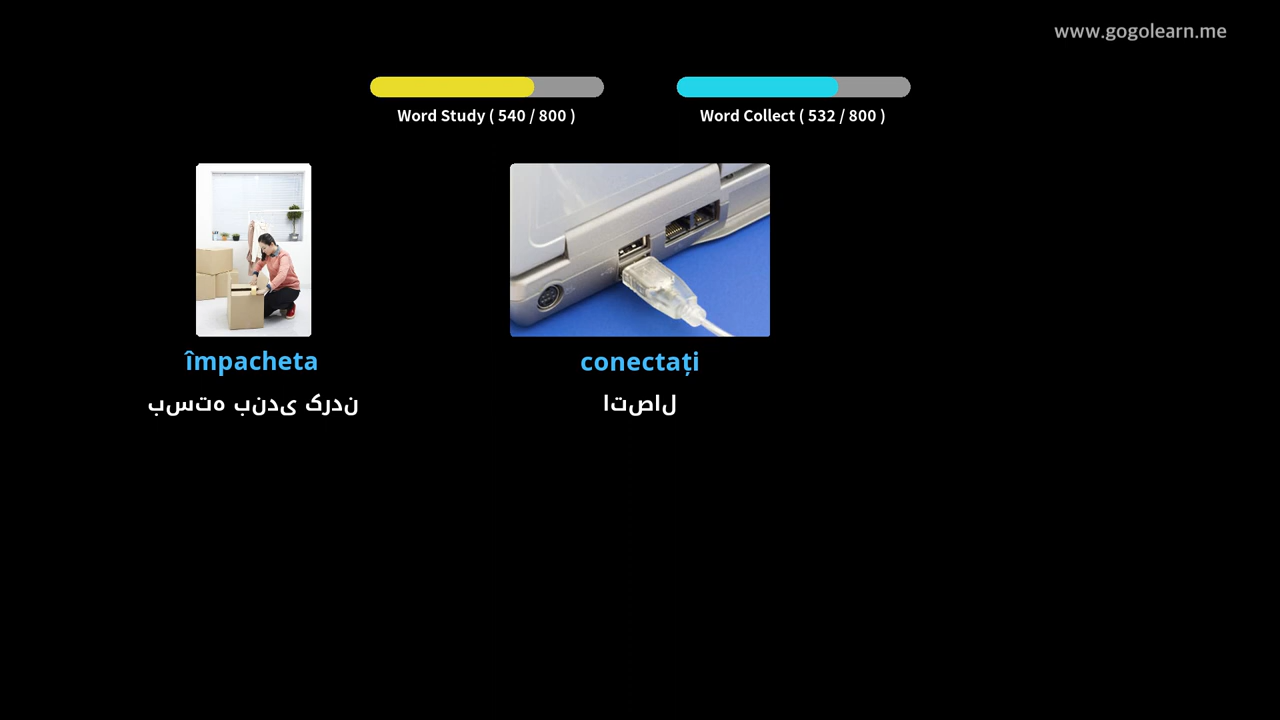 www.gogolearn.me
Word Study ( 540 / 800 )
Word Collect ( 532 / 800 )
împacheta
conectați
بسته بندی کردن
اتصال